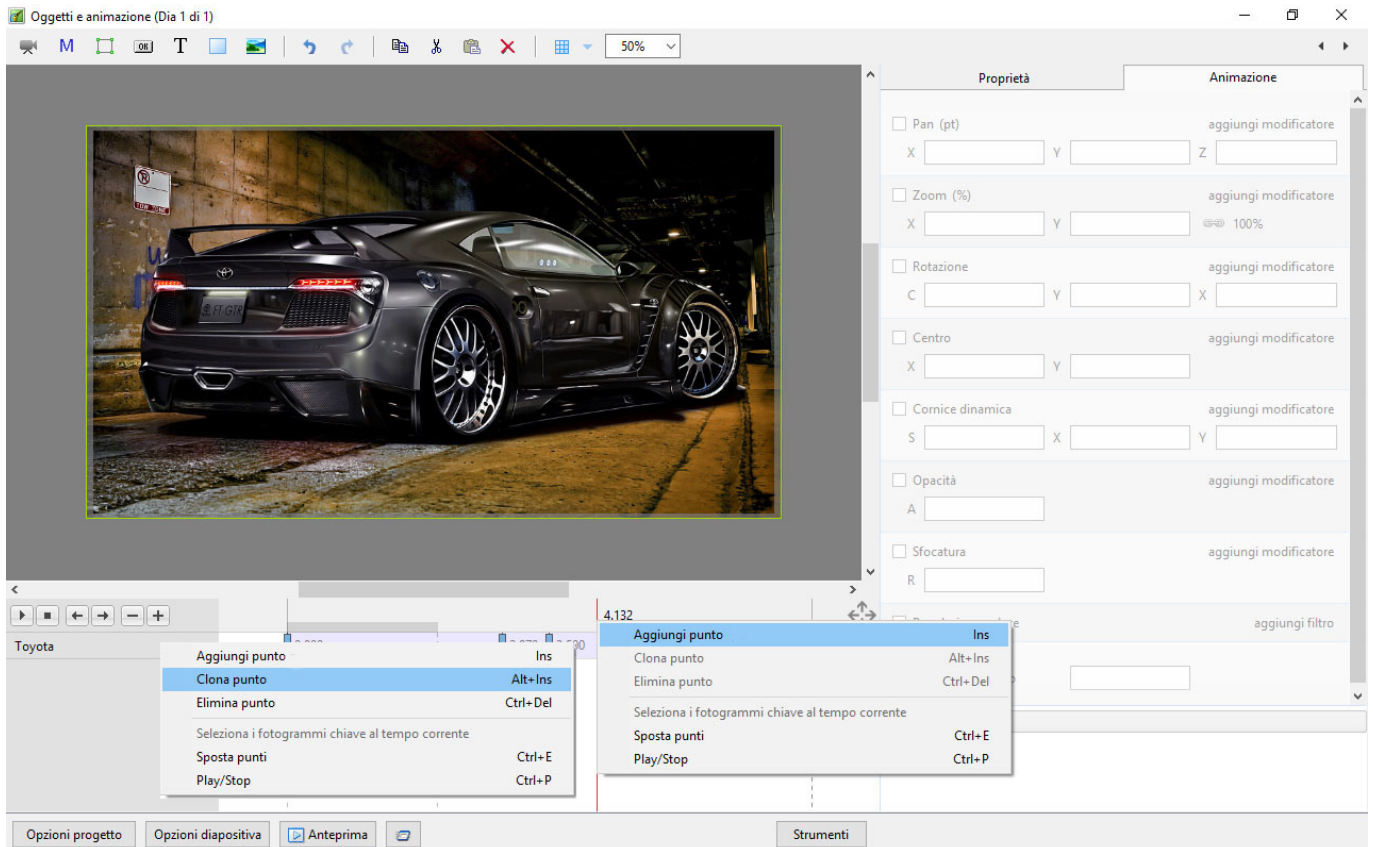 Oggetti e animazione (Dia 1 di 1)
M OK T 50%
Proprietà Animazione
Pan (pt) aggiungi modificatore
X Y Z
Zoom (%) aggiungi modificatore
X Y 100%
Rotazione aggiungi modificatore
C Y X
Centro aggiungi modificatore
X Y
Cornice dinamica aggiungi modificatore
S X Y
Opacità aggiungi modificatore
A
Sfocatura aggiungi modificatore
R
aggiungi filtro
FT-GTR
4.132
Toyota
Aggiungi punto Ins
Clona punto Alt+Ins
Elimina punto Ctrl+Del
Seleziona i fotogrammi chiave al tempo corrente
Sposta punti Ctrl+E
Play/Stop Ctrl+P
Aggiungi punto Ins
Clona punto Alt+Ins
Elimina punto Ctrl+Del
Seleziona i fotogrammi chiave al tempo corrente
Sposta punti Ctrl+E
Play/Stop Ctrl+P
Opzioni progetto Opzioni diapositiva Anteprima Strumenti